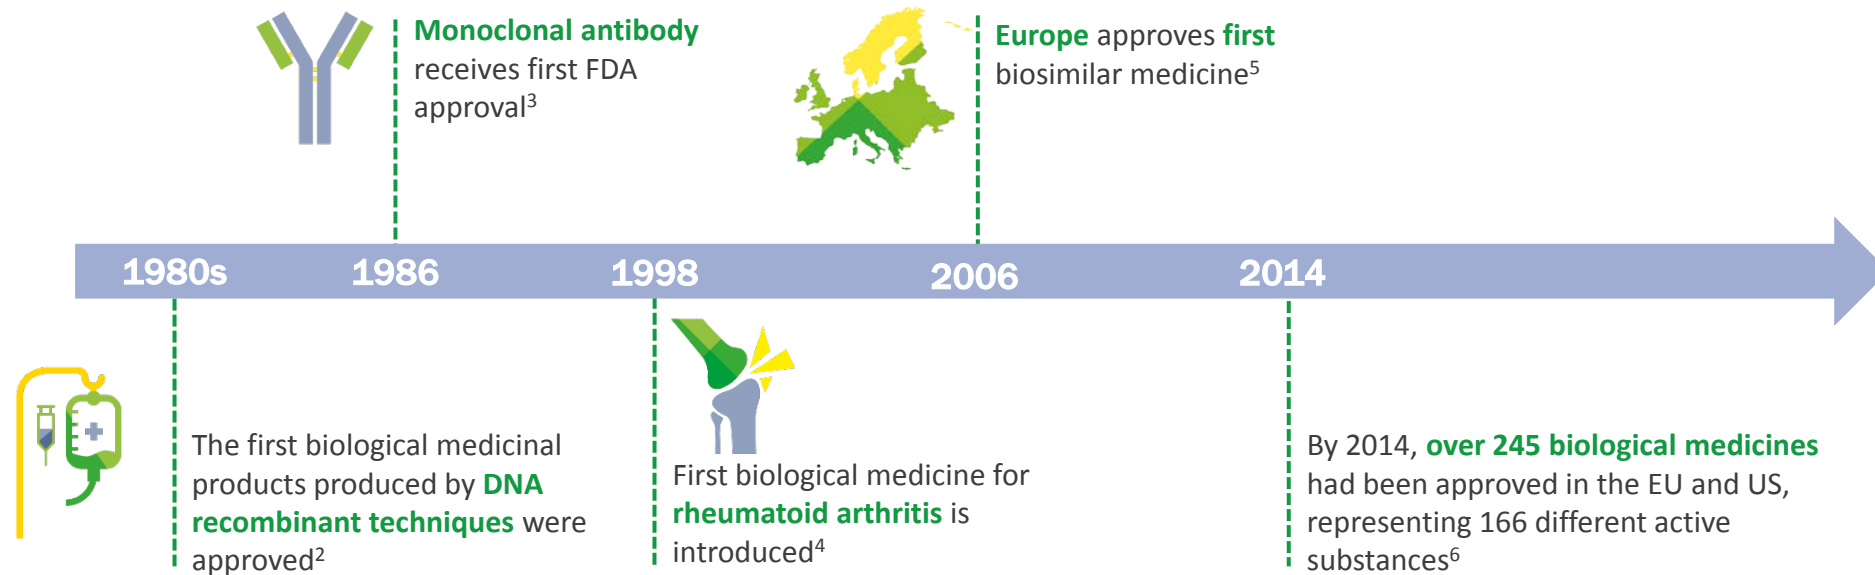 Monoclonal antibody
receives first FDA
approval³
Europe approves first
biosimilar medicine⁵
1980s
1986
1998
2006
2014
The first biological medicinal
products produced by DNA
recombinant techniques were
approved²
First biological medicine for
rheumatoid arthritis is
introduced⁴
By 2014, over 245 biological medicines
had been approved in the EU and US,
representing 166 different active
substances⁶